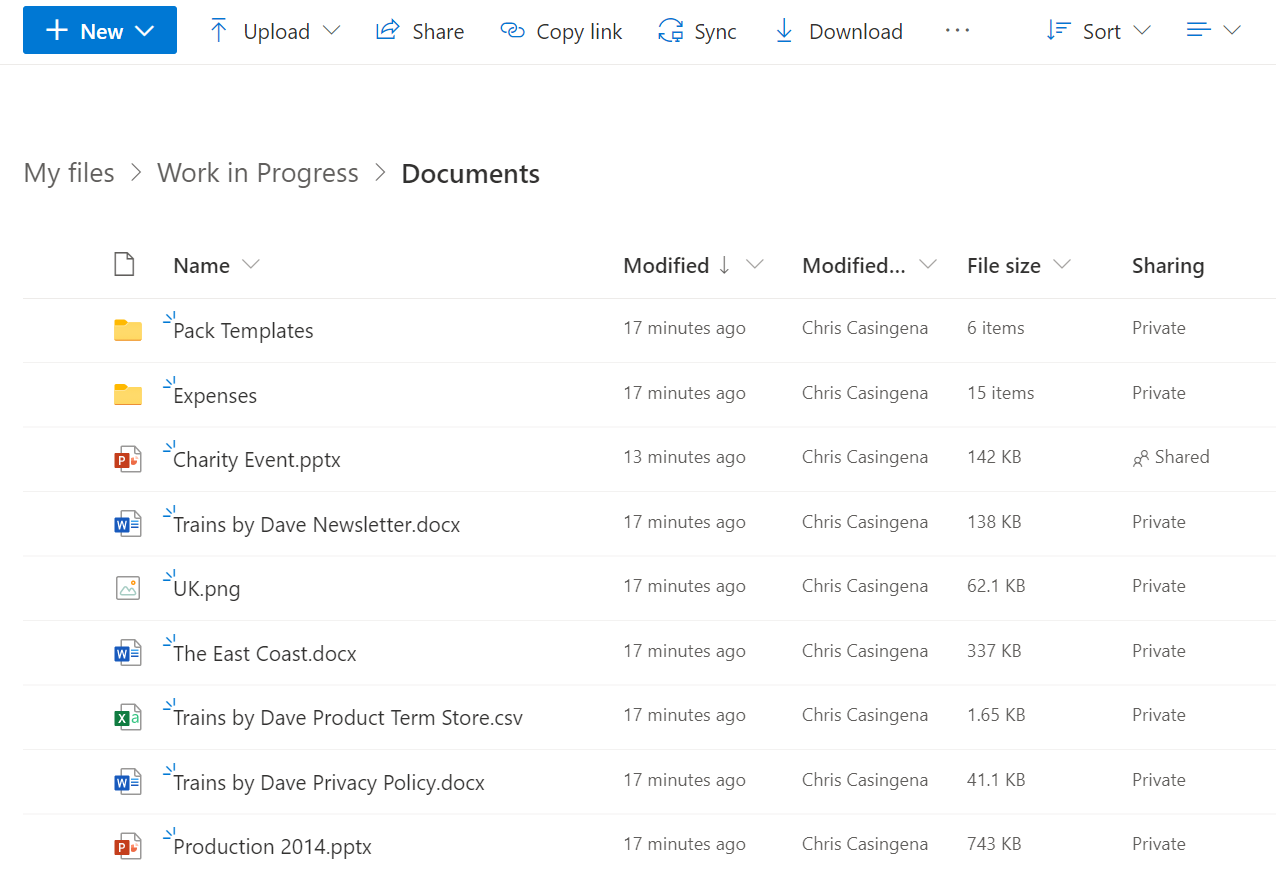 New Upload Share Copy link Sync Download ... Sort
My files > Work in Progress > Documents
Name Modified ↓ Modified... File size Sharing
Pack Templates 17 minutes ago Chris Casingena 6 items Private
Expenses 17 minutes ago Chris Casingena 15 items Private
Charity Event.pptx 13 minutes ago Chris Casingena 142 KB Shared
Trains by Dave Newsletter.docx 17 minutes ago Chris Casingena 138 KB Private
UK.png 17 minutes ago Chris Casingena 62.1 KB Private
The East Coast.docx 17 minutes ago Chris Casingena 337 KB Private
Trains by Dave Product Term Store.csv 17 minutes ago Chris Casingena 1.65 KB Private
Trains by Dave Privacy Policy.docx 17 minutes ago Chris Casingena 41.1 KB Private
Production 2014.pptx 17 minutes ago Chris Casingena 743 KB Private